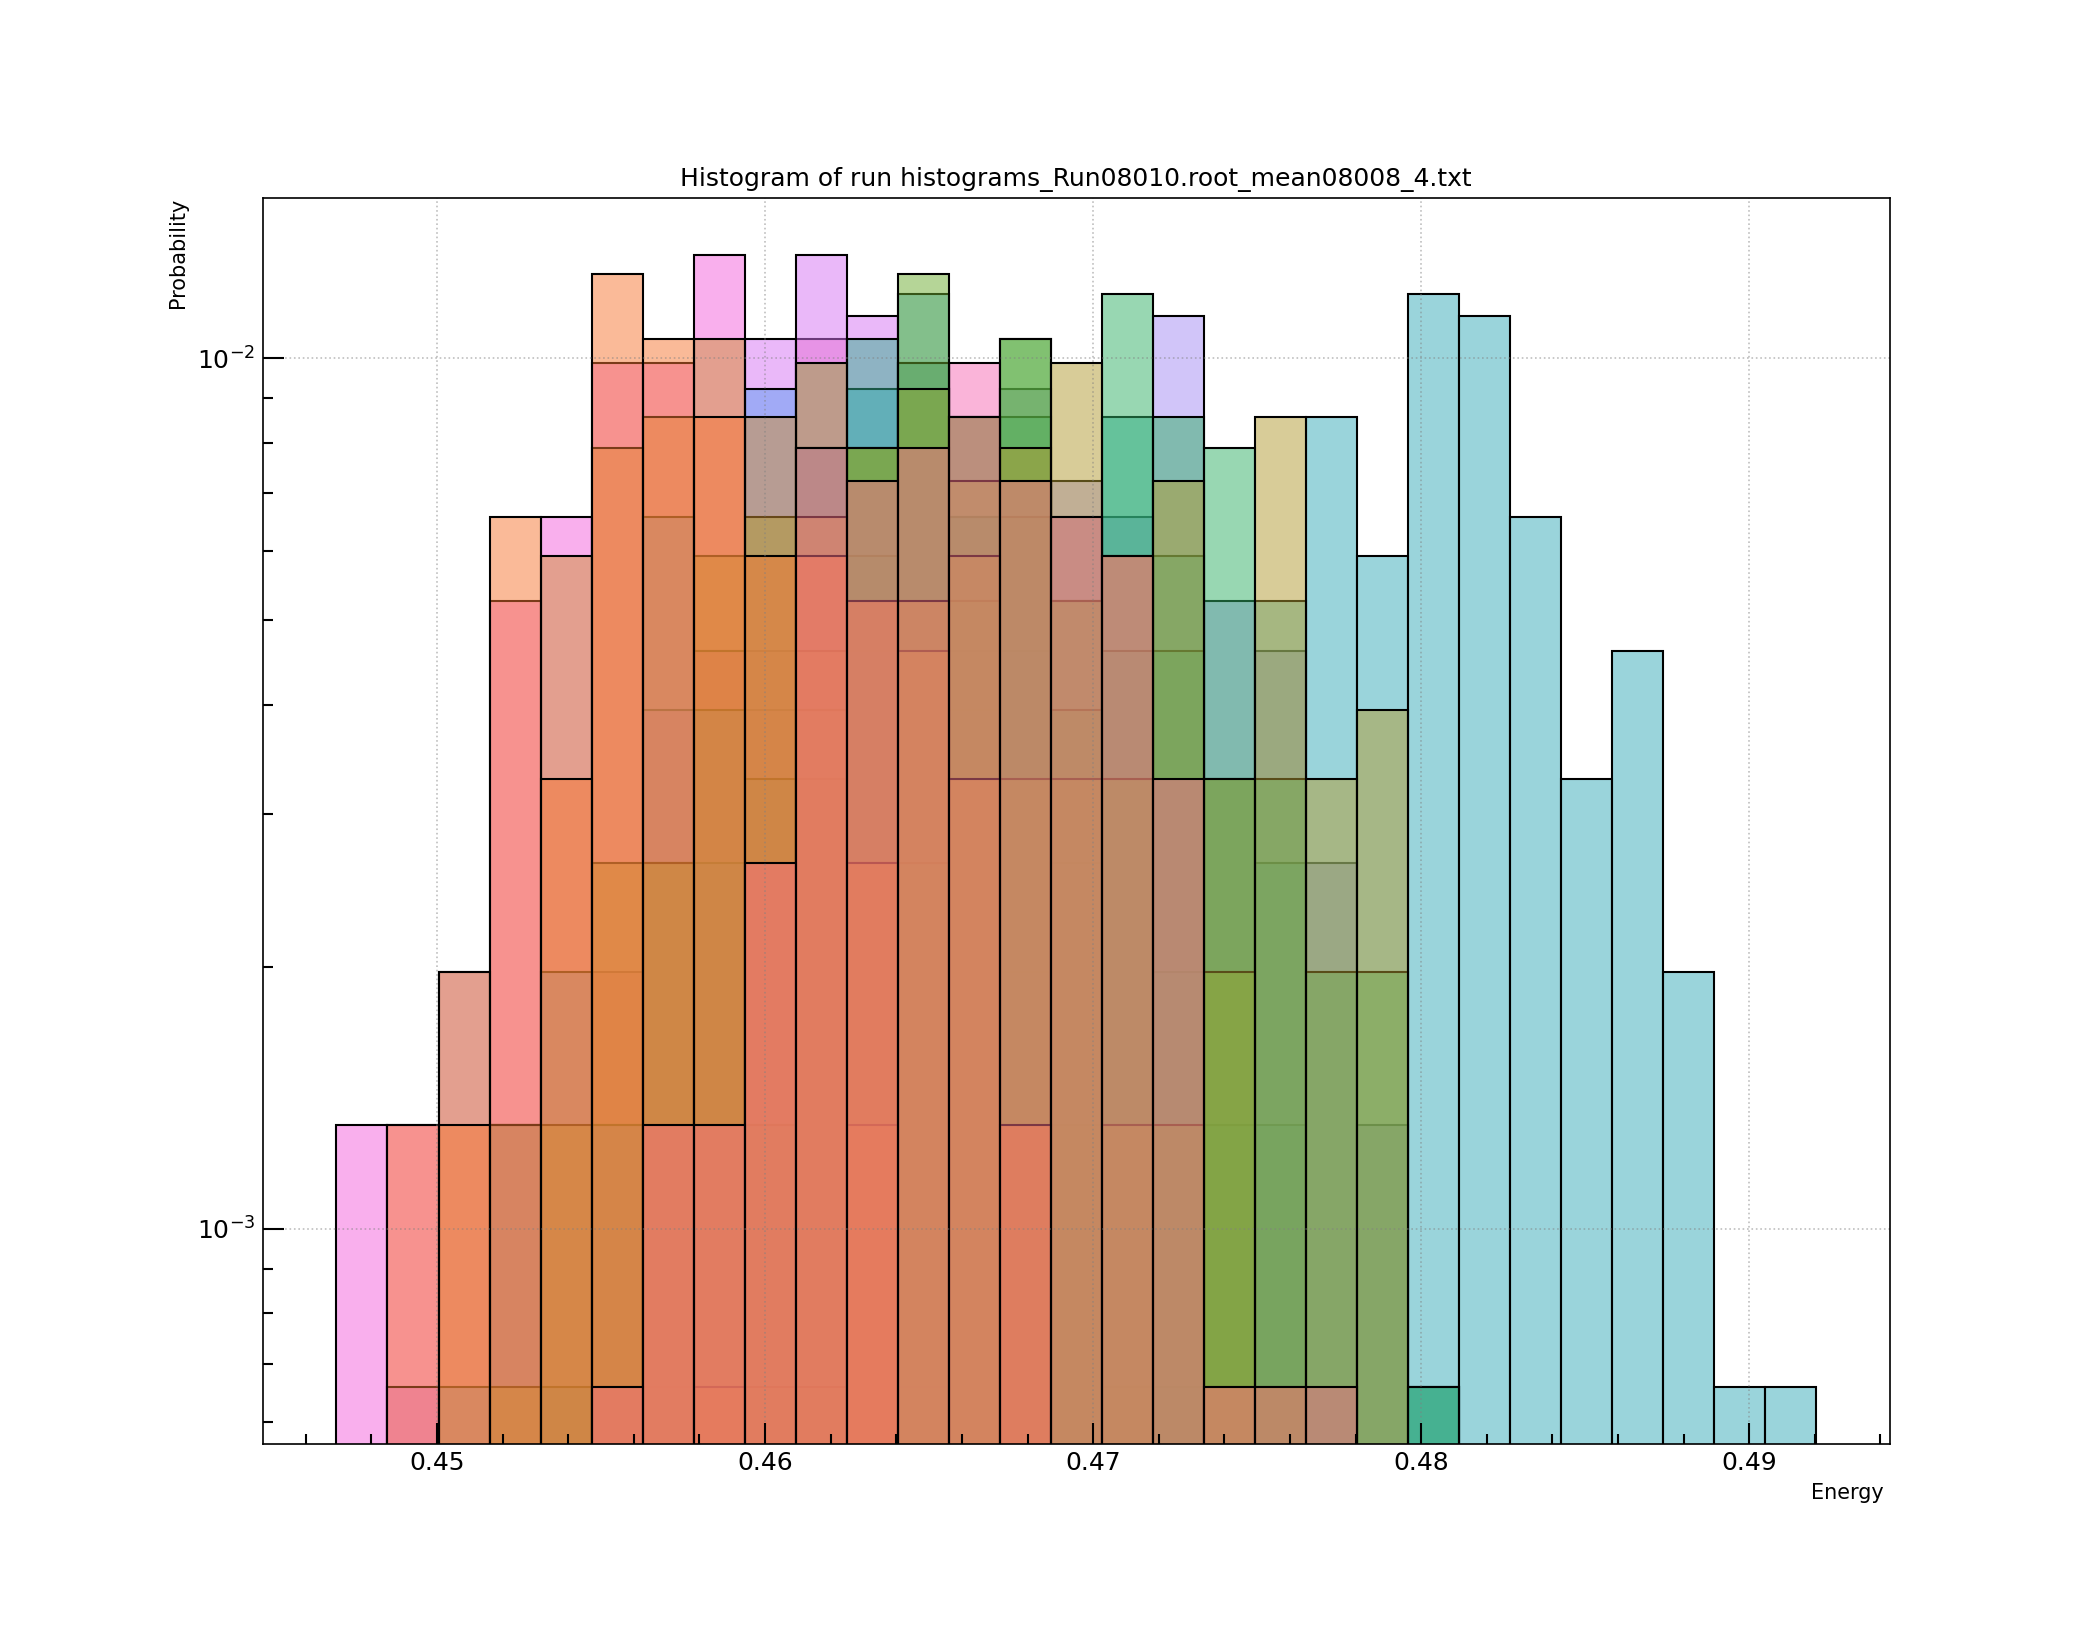 Histogram of run histograms_Run08010.root_mean08008_4.txt
Probability
10⁻²
10⁻³
0.45 0.46 0.47 0.48 0.49
Energy